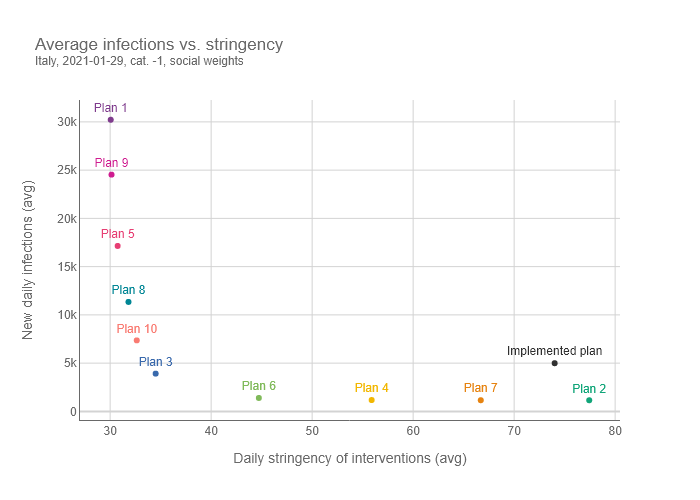 Average infections vs. stringency
Italy, 2021-01-29, cat. -1, social weights
New daily infections (avg)
30k
25k
20k
15k
10k
5k
0
Plan 1
Plan 9
Plan 5
Plan 8
Plan 10
Plan 3
Implemented plan
Plan 6
Plan 4
Plan 7
Plan 2
30
40
50
60
70
80
Daily stringency of interventions (avg)